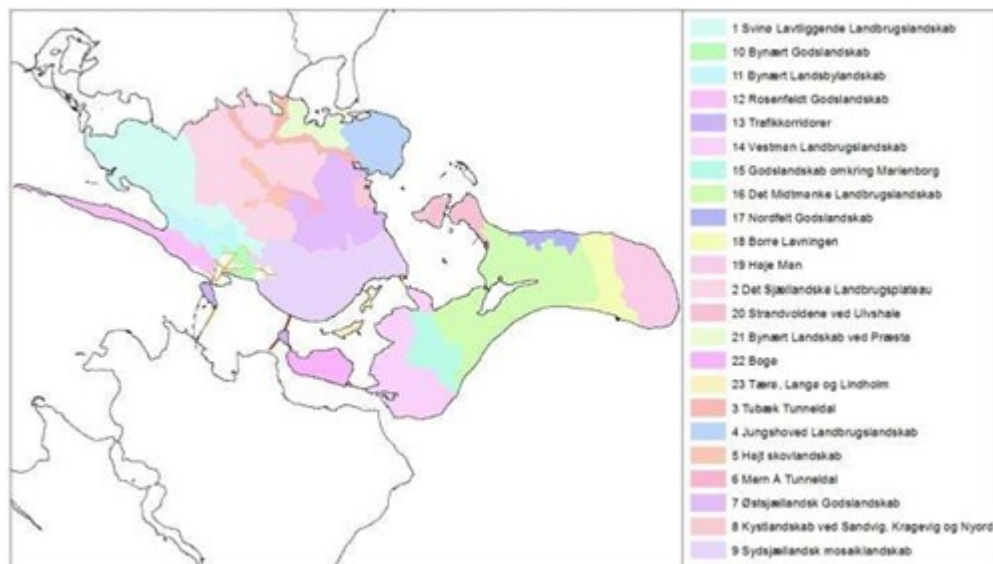 1 Svinø Lavtliggende Landbrugslandskab
10 Bynært Godslandskab
11 Bynært Landsbylandskab
12 Rosenfeldt Godslandskab
13 Trafikkorridorer
14 Vestmøn Landbrugslandskab
15 Godslandskab omkring Marienborg
16 Det Midtmønke Landbrugslandskab
17 Nordfelt Godslandskab
18 Borre Lavningen
19 Høje Møn
2 Det Sjællandske Landbrugsplateau
20 Strandvoldene ved Ulvshale
21 Bynært Landskab ved Præstø
22 Bogø
23 Tærø, Langø og Lindholm
3 Tubæk Tunneldal
4 Jungshoved Landbrugslandskab
5 Højt skovlandskab
6 Mern Å Tunneldal
7 Østsjællandsk Godslandskab
8 Kystlandskab ved Sandvig, Kragevig og Nyord
9 Sydsjællandsk mosaiklandskab